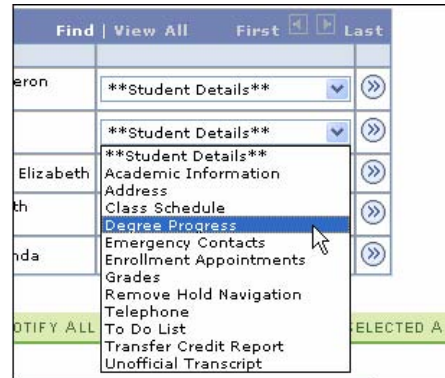 Find | View All First Last
eron **Student Details**
**Student Details**
**Student Details**
Elizabeth Academic Information
Address
th Class Schedule
Degree Progress
Emergency Contacts
nda Enrollment Appointments
Grades
Remove Hold Navigation
Telephone
OTIFY ALL To Do List ELECTED A
Transfer Credit Report
Unofficial Transcript